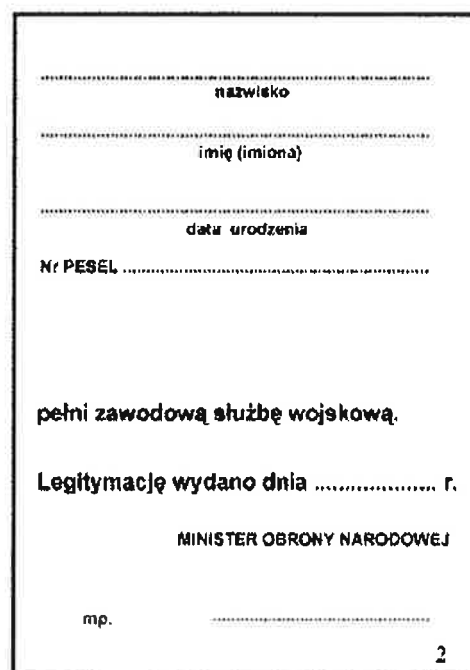 nazwisko
imię (imiona)
data urodzenia
Nr PESEL ............................................................
pełni zawodową służbę wojskową.
Legitymację wydano dnia .................. r.
MINISTER OBRONY NARODOWEJ
mp. ............................................
2